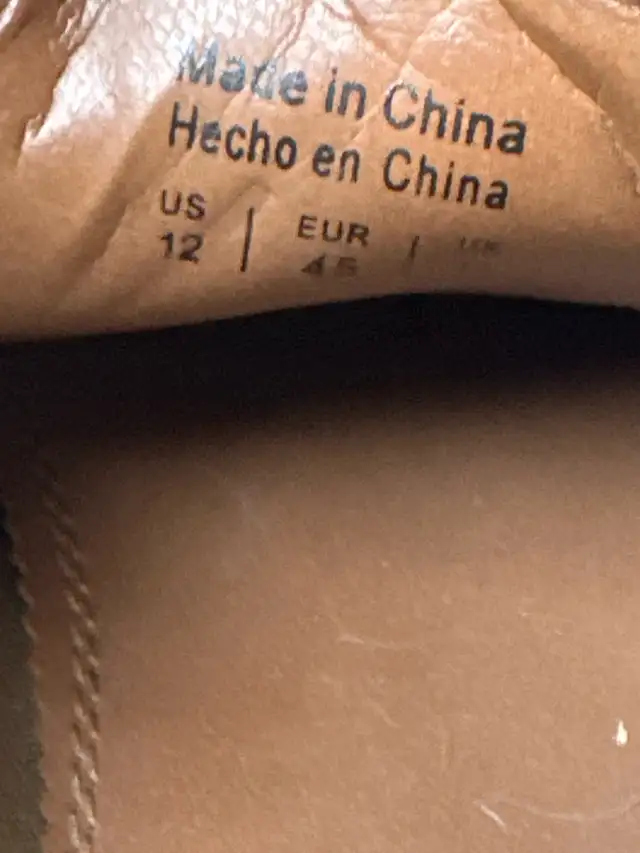 Made in China
Hecho en China
US | EUR |
12 | 45 |